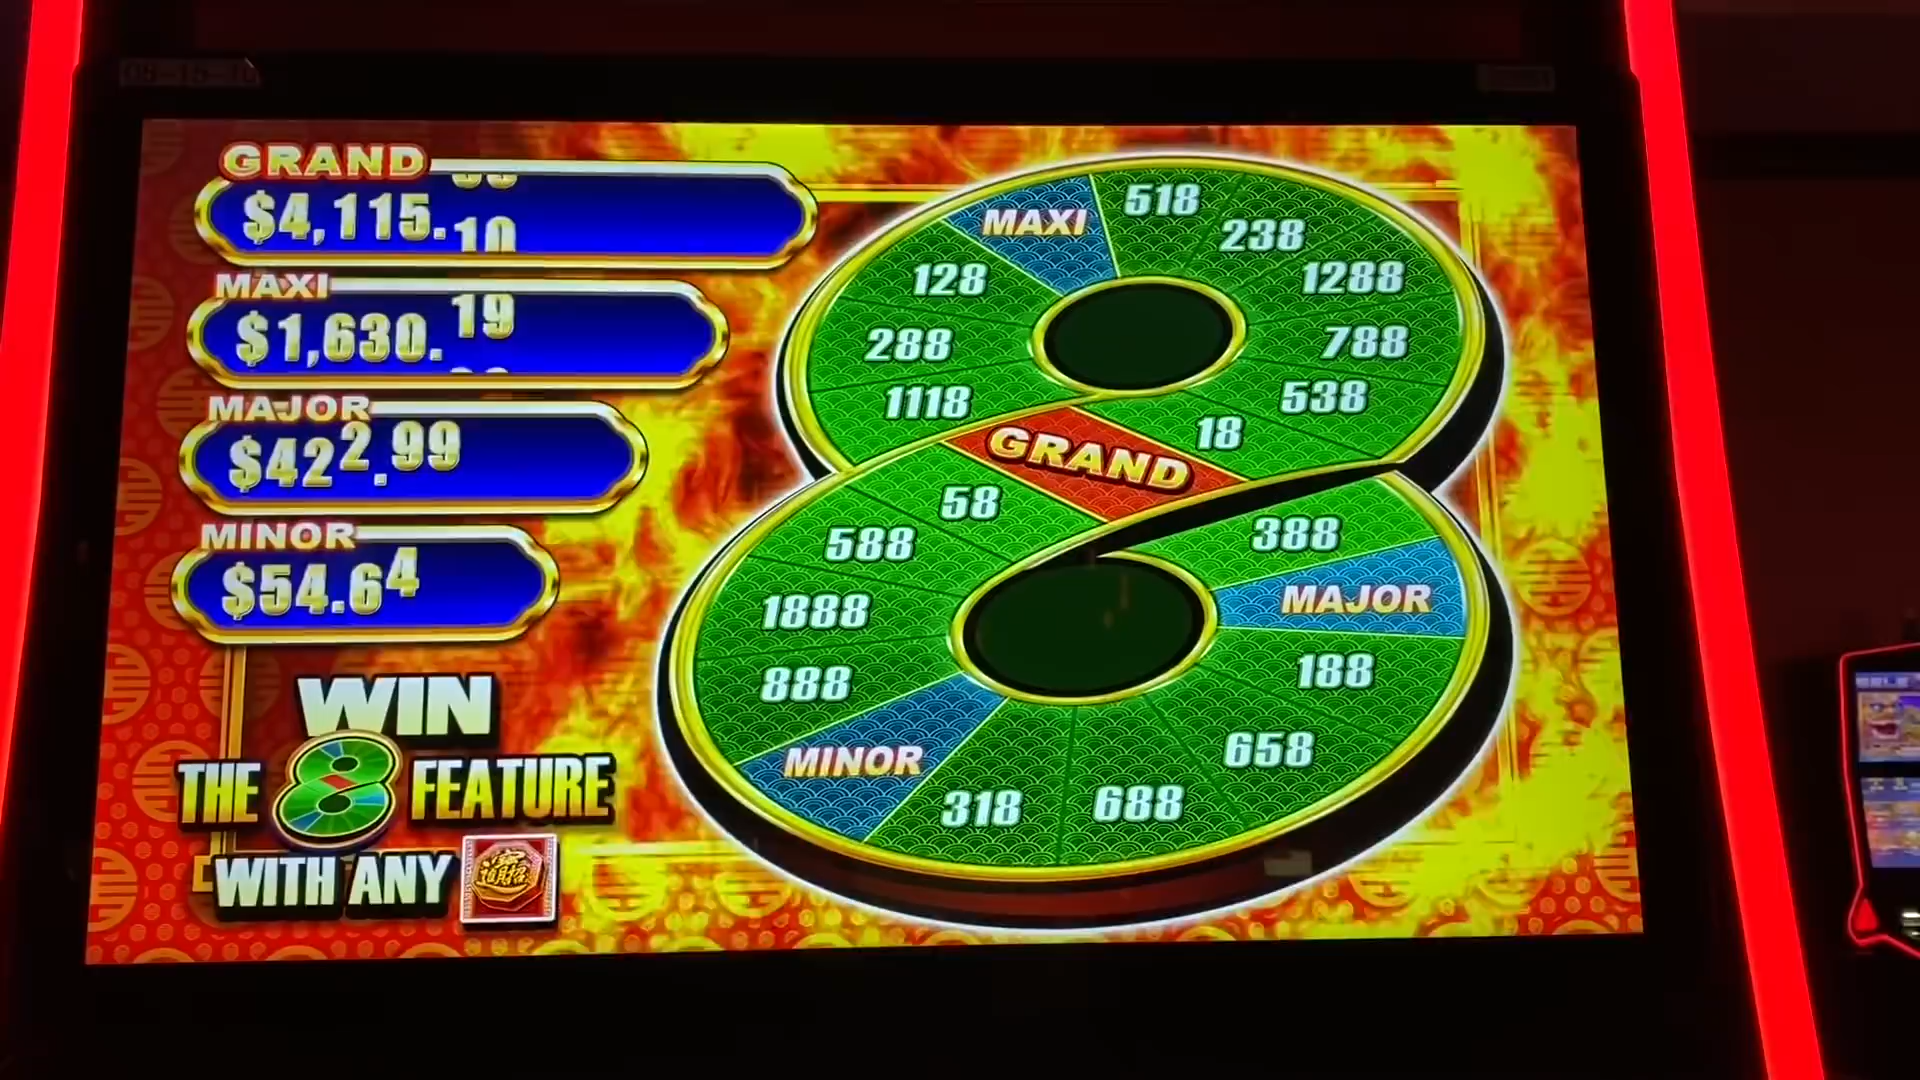 GRAND
$4,115.10
MAXI
$1,630.19
MAJOR
$422.99
MINOR
$54.64
WIN
THE 8 FEATURE
WITH ANY
MAXI
518
238
1288
788
538
18
GRAND
128
288
1118
58
588
1888
888
MINOR
318
688
658
188
MAJOR
388